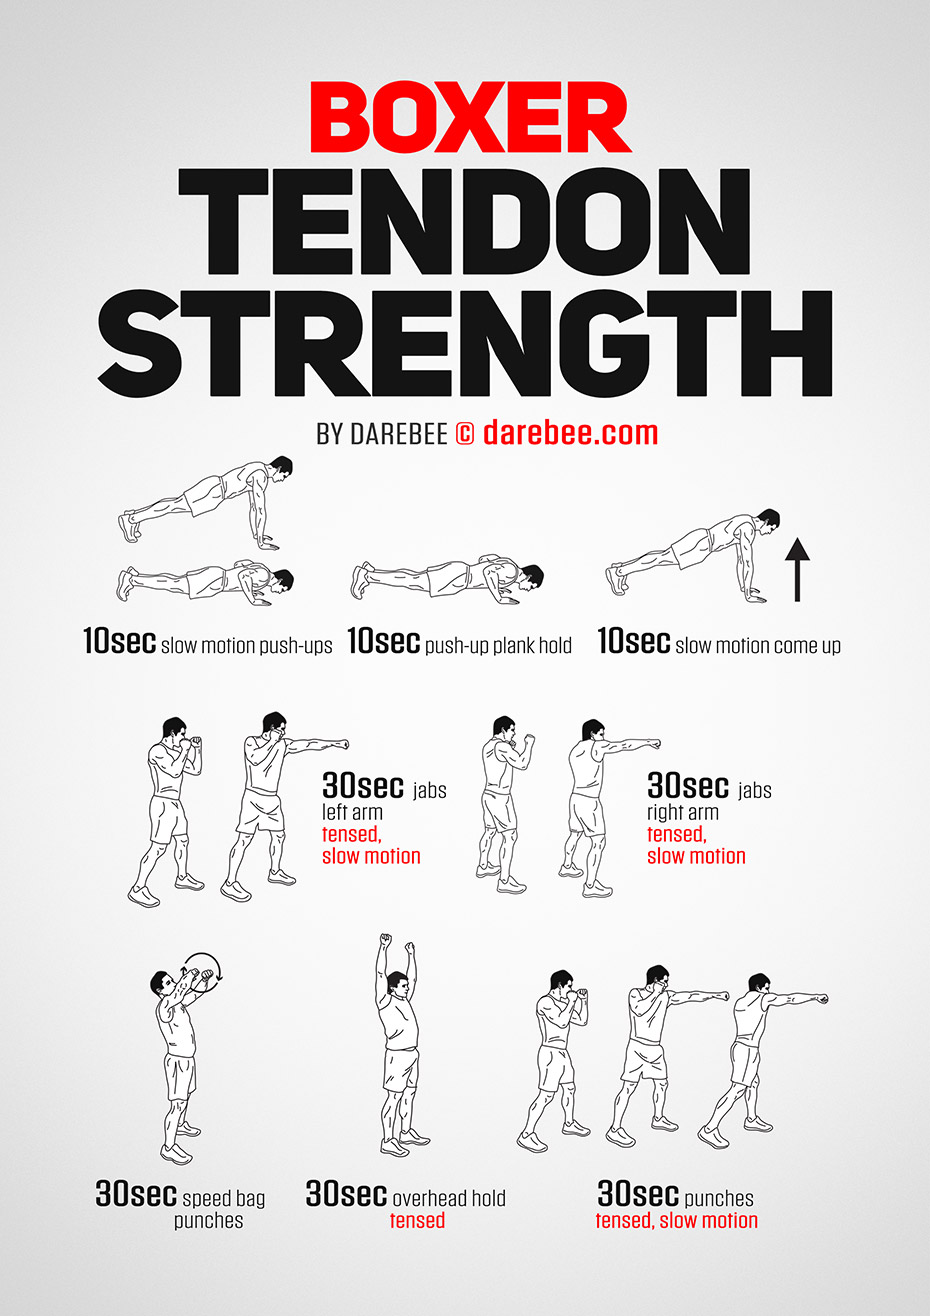 BOXER
TENDON
STRENGTH
BY DAREBEE © darebee.com
10sec slow motion push-ups
10sec push-up plank hold
10sec slow motion come up
30sec jabs
left arm
tensed,
slow motion
30sec jabs
right arm
tensed,
slow motion
30sec speed bag
punches
30sec overhead hold
tensed
30sec punches
tensed, slow motion